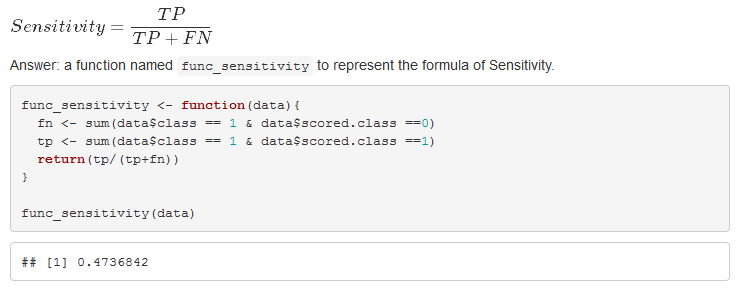 Sensitivity = TP / TP + FN
Answer: a function named func_sensitivity to represent the formula of Sensitivity.
func_sensitivity <- function(data){
  fn <- sum(data$class == 1 & data$scored.class ==0)
  tp <- sum(data$class == 1 & data$scored.class ==1)
  return(tp/(tp+fn))
}
func_sensitivity(data)
## [1] 0.4736842